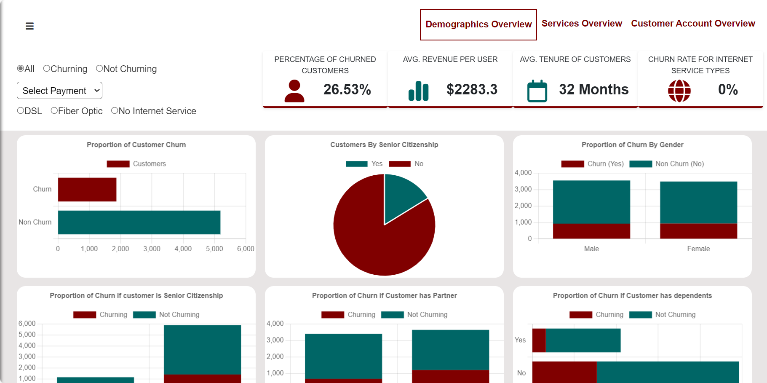 Demographics Overview Services Overview Customer Account Overview
All Churning Not Churning
Select Payment
DSL Fiber Optic No Internet Service
PERCENTAGE OF CHURNED
CUSTOMERS
26.53%
AVG. REVENUE PER USER
$2283.3
AVG. TENURE OF CUSTOMERS
32 Months
CHURN RATE FOR INTERNET
SERVICE TYPES
0%
Proportion of Customer Churn
Customers
Churn
Non Churn
0 1,000 2,000 3,000 4,000 5,000 6,000
Customers By Senior Citizenship
Yes No
Proportion of Churn By Gender
Churn (Yes) Non Churn (No)
4,000
3,000
2,000
1,000
0
Male Female
Proportion of Churn if customer is Senior Citizenship
Churning Not Churning
6,000
5,000
4,000
3,000
2,000
1,000
Proportion of Churn if Customer has Partner
Churning Not Churning
4,000
3,000
2,000
1,000
Proportion of Churn if Customer has dependents
Churning Not Churning
Yes
No